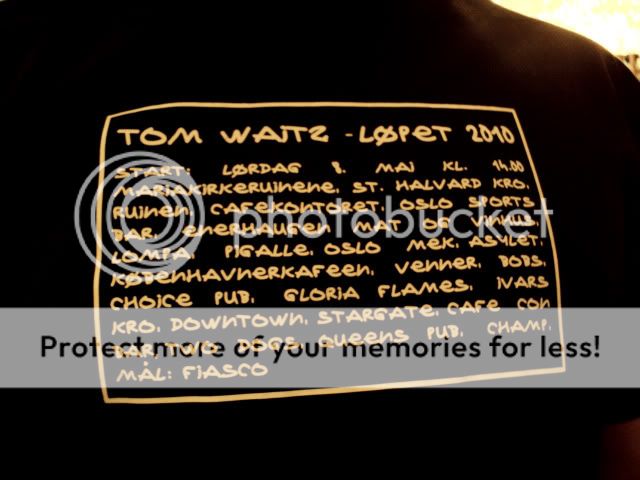 TOM WAITZ - LØPET 2010
START: LØRDAG 8. MAI KL. 14.00
MARIAKIRKERUINENE, ST. HALVARD KRO,
RUINEN, CAFEKONTORET, OSLO SPORTS
BAR, ENERHAUGEN MAT OG VINHUS,
LOMPA, PIGALLE, OSLO MEK, ASYLET,
KØBENHAVNERKAFEEN, VENNER, BOBS,
CHOICE PUB, GLORIA FLAMES, IVARS
KRO, DOWNTOWN, STARGATE, CAFE CON
BAR, TWO DOGS, QUEENS PUB, CHAMP,
MÅL: FIASCO
photobucket
Protect more of your memories for less!